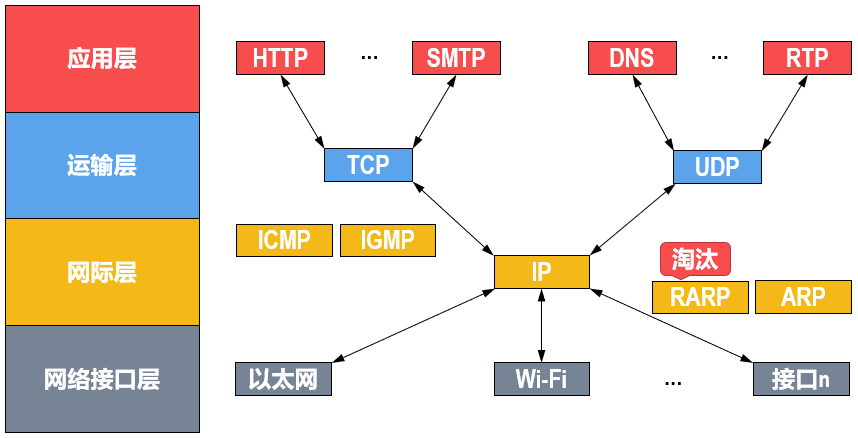 应用层
HTTP
...
SMTP
DNS
...
RTP
运输层
TCP
UDP
网际层
ICMP
IGMP
IP
淘汰
RARP
ARP
网络接口层
以太网
Wi-Fi
...
接口n